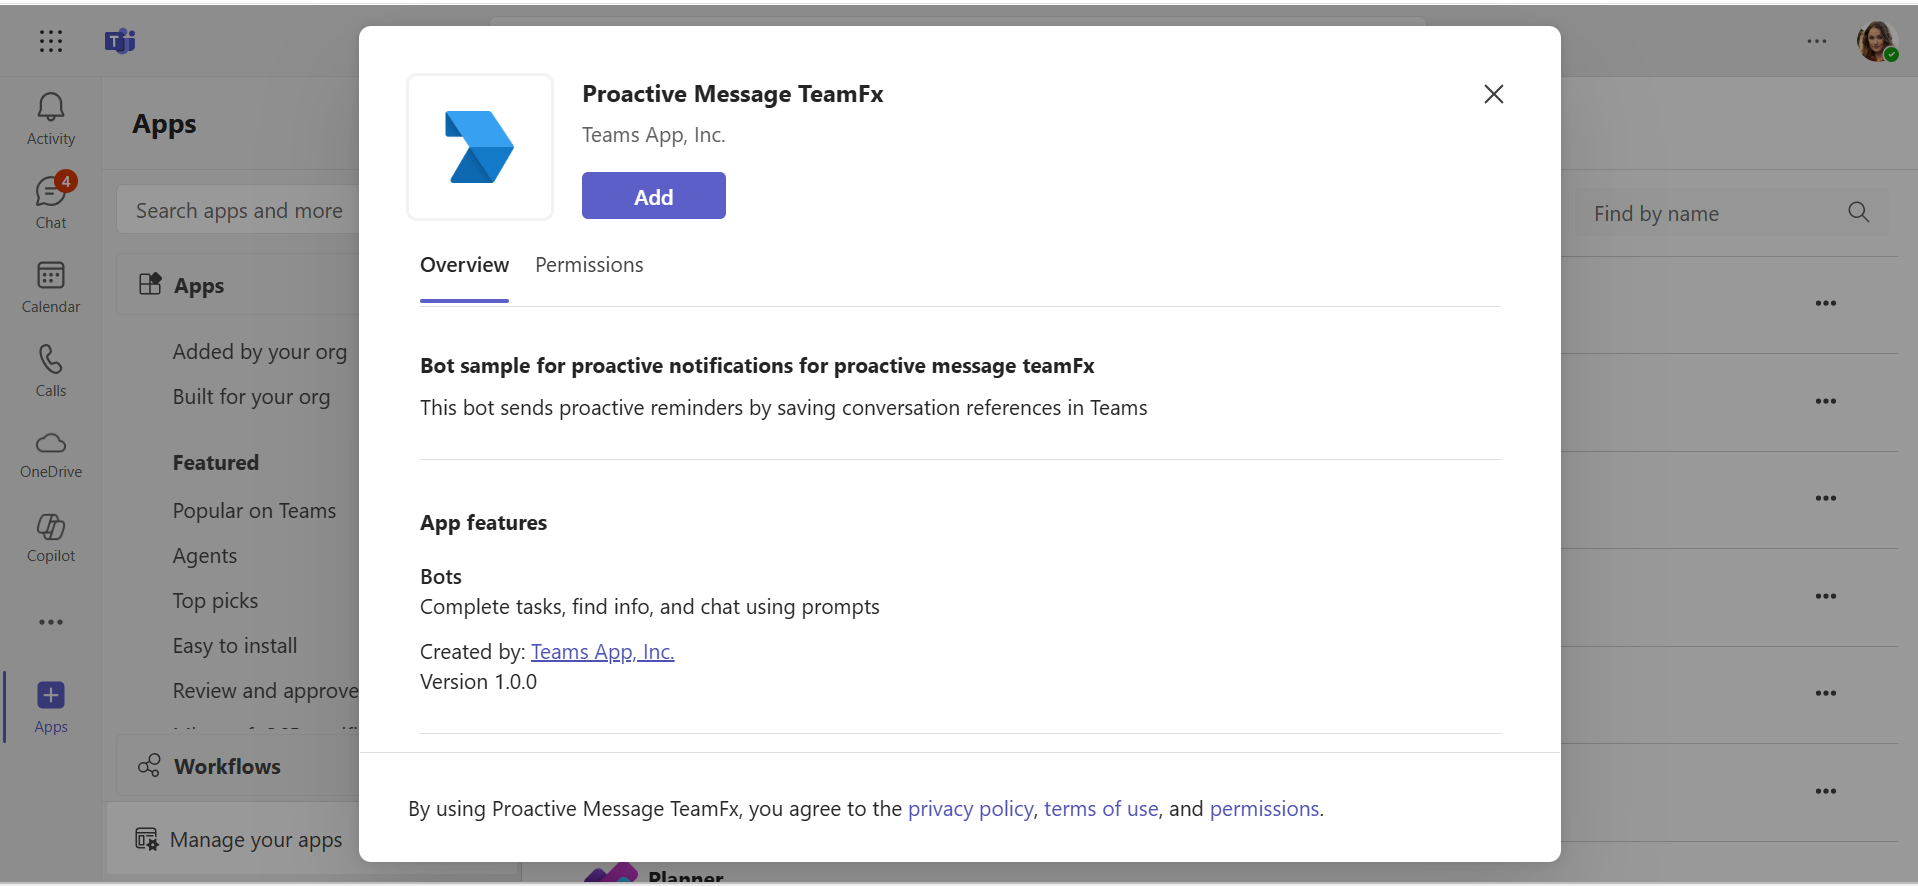 Activity
4
Chat
Calendar
Calls
OneDrive
Copilot
Apps
Apps
Search apps and more
Apps
Added by your org
Built for your org
Featured
Popular on Teams
Agents
Top picks
Easy to install
Review and approve
Workflows
Manage your apps
Proactive Message TeamFx
Teams App, Inc.
Add
Overview Permissions
Bot sample for proactive notifications for proactive message teamFx
This bot sends proactive reminders by saving conversation references in Teams
App features
Bots
Complete tasks, find info, and chat using prompts
Created by: Teams App, Inc.
Version 1.0.0
By using Proactive Message TeamFx, you agree to the privacy policy, terms of use, and permissions.
Find by name
Planner